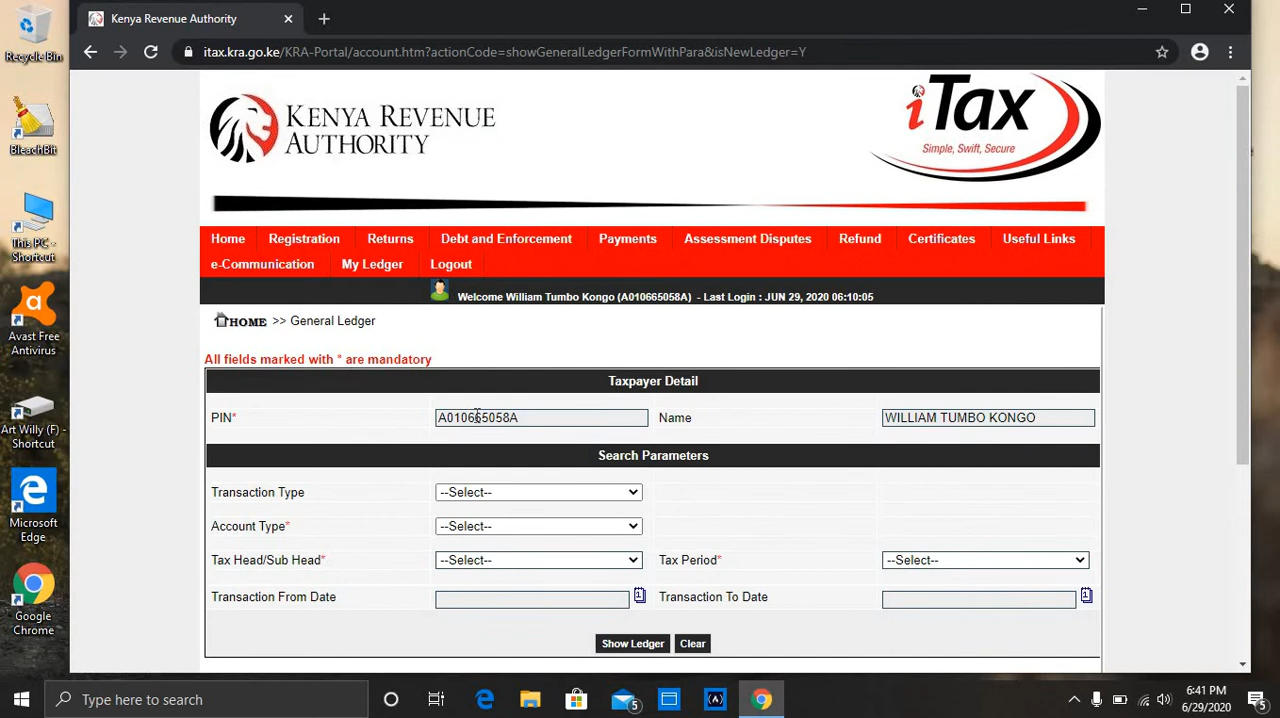 Recycle Bin
BleachBit
This PC -
Shortcut
Avast Free
Antivirus
Art Willy (F) -
Shortcut
Microsoft
Edge
Google
Chrome
Kenya Revenue Authority
itax.kra.go.ke/KRA-Portal/account.htm?actionCode=showGeneralLedgerFormWithPara&isNewLedger=Y
KENYA REVENUE
AUTHORITY
iTax
Simple, Swift, Secure
Home Registration Returns Debt and Enforcement Payments Assessment Disputes Refund Certificates Useful Links
e-Communication My Ledger Logout
Welcome William Tumbo Kongo (A010665058A) - Last Login : JUN 29, 2020 06:10:05
HOME >> General Ledger
All fields marked with * are mandatory
Taxpayer Detail
PIN* A010665058A Name WILLIAM TUMBO KONGO
Search Parameters
Transaction Type --Select--
Account Type* --Select--
Tax Head/Sub Head* --Select-- Tax Period* --Select--
Transaction From Date 1 Transaction To Date 1
Show Ledger Clear
Type here to search
5
(A)
6:41 PM
6/29/2020
5